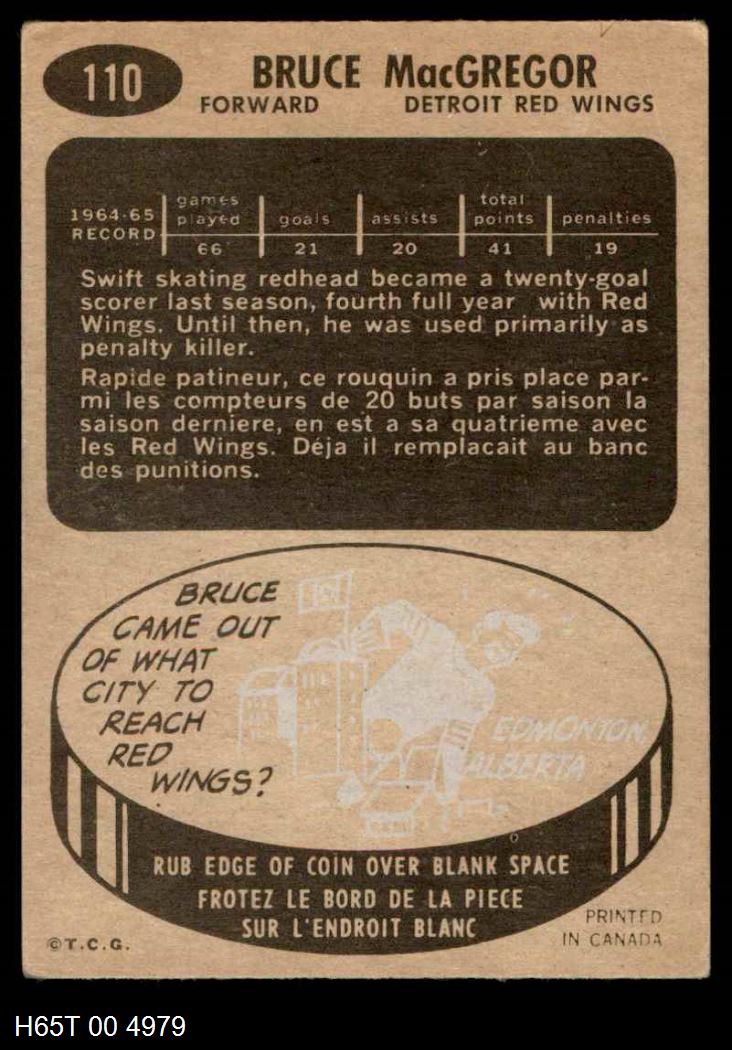 110
BRUCE MacGREGOR
FORWARD DETROIT RED WINGS
1964-65 RECORD games played goals assists total points penalties
66 21 20 41 19
Swift skating redhead became a twenty-goal
scorer last season, fourth full year with Red
Wings. Until then, he was used primarily as
penalty killer.
Rapide patineur, ce rouquin a pris place par-
mi les compteurs de 20 buts par saison la
saison derniere, en est a sa quatrieme avec
les Red Wings. Déja il remplacait au banc
des punitions.
BRUCE
CAME OUT
OF WHAT
CITY TO
REACH
RED
WINGS?
EDMONTON,
ALBERTA
RUB EDGE OF COIN OVER BLANK SPACE
FROTEZ LE BORD DE LA PIECE
SUR L'ENDROIT BLANC
©T.C.G.
PRINTED
IN CANADA
H65T 00 4979